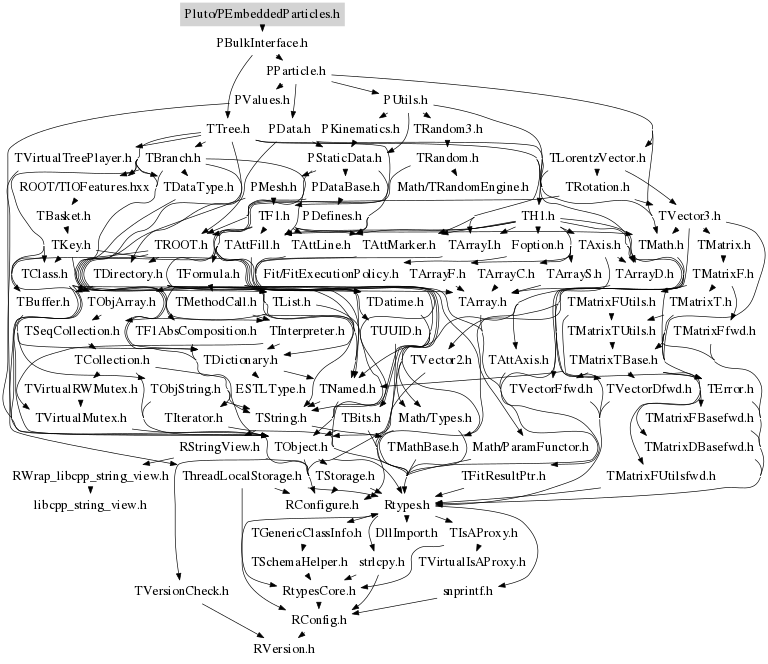 Pluto/PEmbeddedParticles.h
PBulkInterface.h
PParticle.h
PValues.h
PUtils.h
TTree.h
PData.h
PKinematics.h
TRandom3.h
TVirtualTreePlayer.h
TBranch.h
PStaticData.h
TRandom.h
TLorentzVector.h
ROOT/TIOFeatures.hxx
TDataType.h
PMesh.h
PDataBase.h
Math/TRandomEngine.h
TRotation.h
TBasket.h
TF1.h
PDefines.h
TH1.h
TVector3.h
TKey.h
TROOT.h
TAttFill.h
TAttLine.h
TAttMarker.h
TArrayI.h
Foption.h
TAxis.h
TMath.h
TMatrix.h
TClass.h
TDirectory.h
TFormula.h
Fit/FitExecutionPolicy.h
TArrayF.h
TArrayC.h
TArrayS.h
TArrayD.h
TMatrixF.h
TBuffer.h
TObjArray.h
TMethodCall.h
TList.h
TDatime.h
TArray.h
TMatrixFUtils.h
TMatrixT.h
TSeqCollection.h
TF1AbsComposition.h
TInterpreter.h
TUUID.h
TMatrixTUtils.h
TMatrixFfwd.h
TCollection.h
TDictionary.h
TVector2.h
TAttAxis.h
TMatrixTBase.h
TVirtualRWMutex.h
TObjString.h
ESTLType.h
TNamed.h
TVectorFfwd.h
TVectorDfwd.h
TError.h
TVirtualMutex.h
TIterator.h
TString.h
TBits.h
Math/Types.h
TMatrixFBasefwd.h
RStringView.h
TObject.h
TMathBase.h
Math/ParamFunctor.h
TMatrixDBasefwd.h
RWrap_libcpp_string_view.h
ThreadLocalStorage.h
TStorage.h
TFitResultPtr.h
TMatrixFUtilsfwd.h
libcpp_string_view.h
RConfigure.h
Rtypes.h
TGenericClassInfo.h
DllImport.h
TIsAProxy.h
TSchemaHelper.h
strlcpy.h
TVirtualIsAProxy.h
TVersionCheck.h
RtypesCore.h
snprintf.h
RConfig.h
RVersion.h